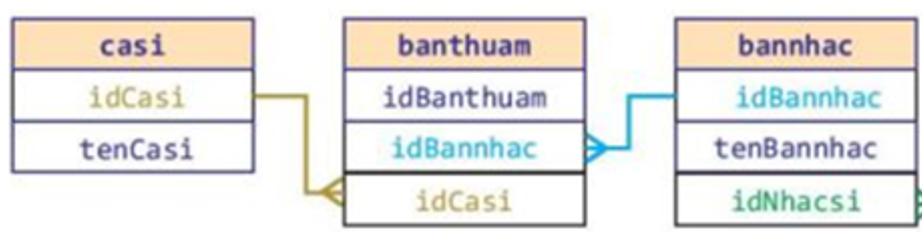 casi
idCasi
tenCasi
banthuam
idBanthuam
idBannhac
idCasi
bannhac
idBannhac
tenBannhac
idNhacsi